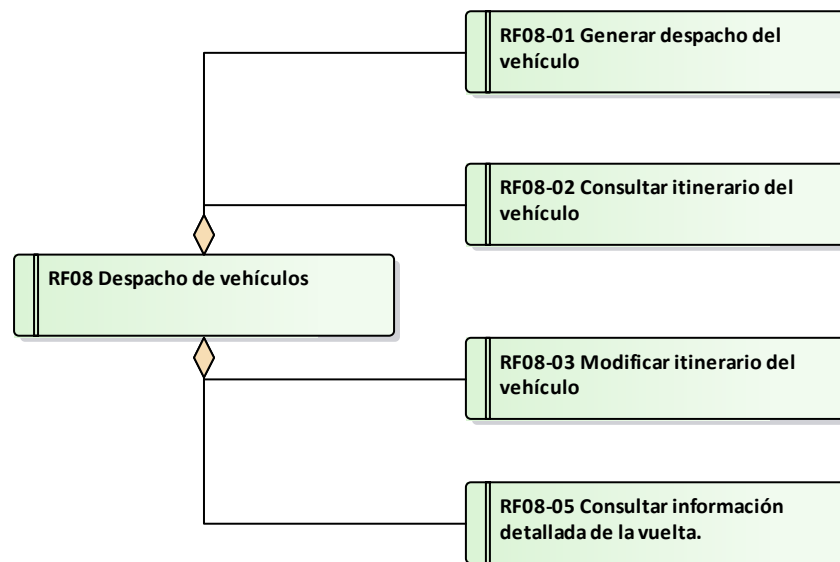 RF08-01 Generar despacho del
vehículo
RF08-02 Consultar itinerario del
vehículo
RF08 Despacho de vehículos
RF08-03 Modificar itinerario del
vehículo
RF08-05 Consultar información
detallada de la vuelta.